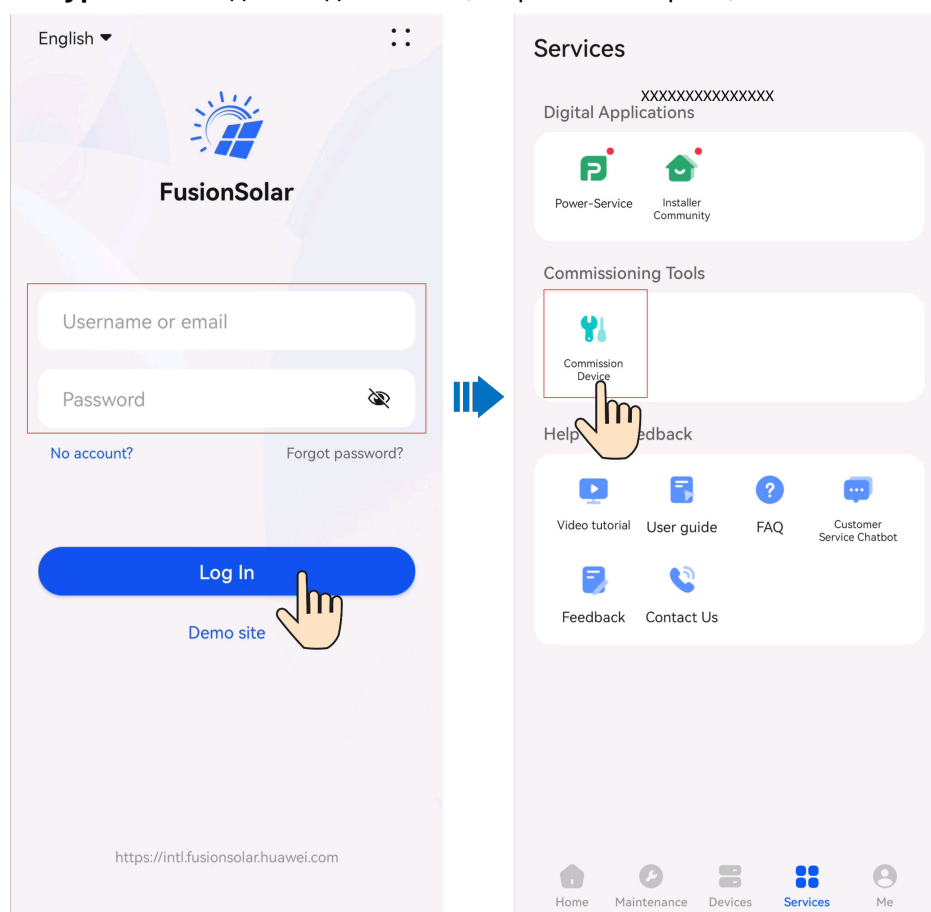 English
FusionSolar
Username or email
Password
No account?
Forgot password?
Log In
Demo site
https://intl.fusionsolar.huawei.com
Services
XXXXXXXXXXXXXXX
Digital Applications
Power-Service
Installer
Community
Commissioning Tools
Commission
Device
Help
edback
Video tutorial
User guide
FAQ
Customer
Service Chatbot
Feedback
Contact Us
Home
Maintenance
Devices
Services
Me